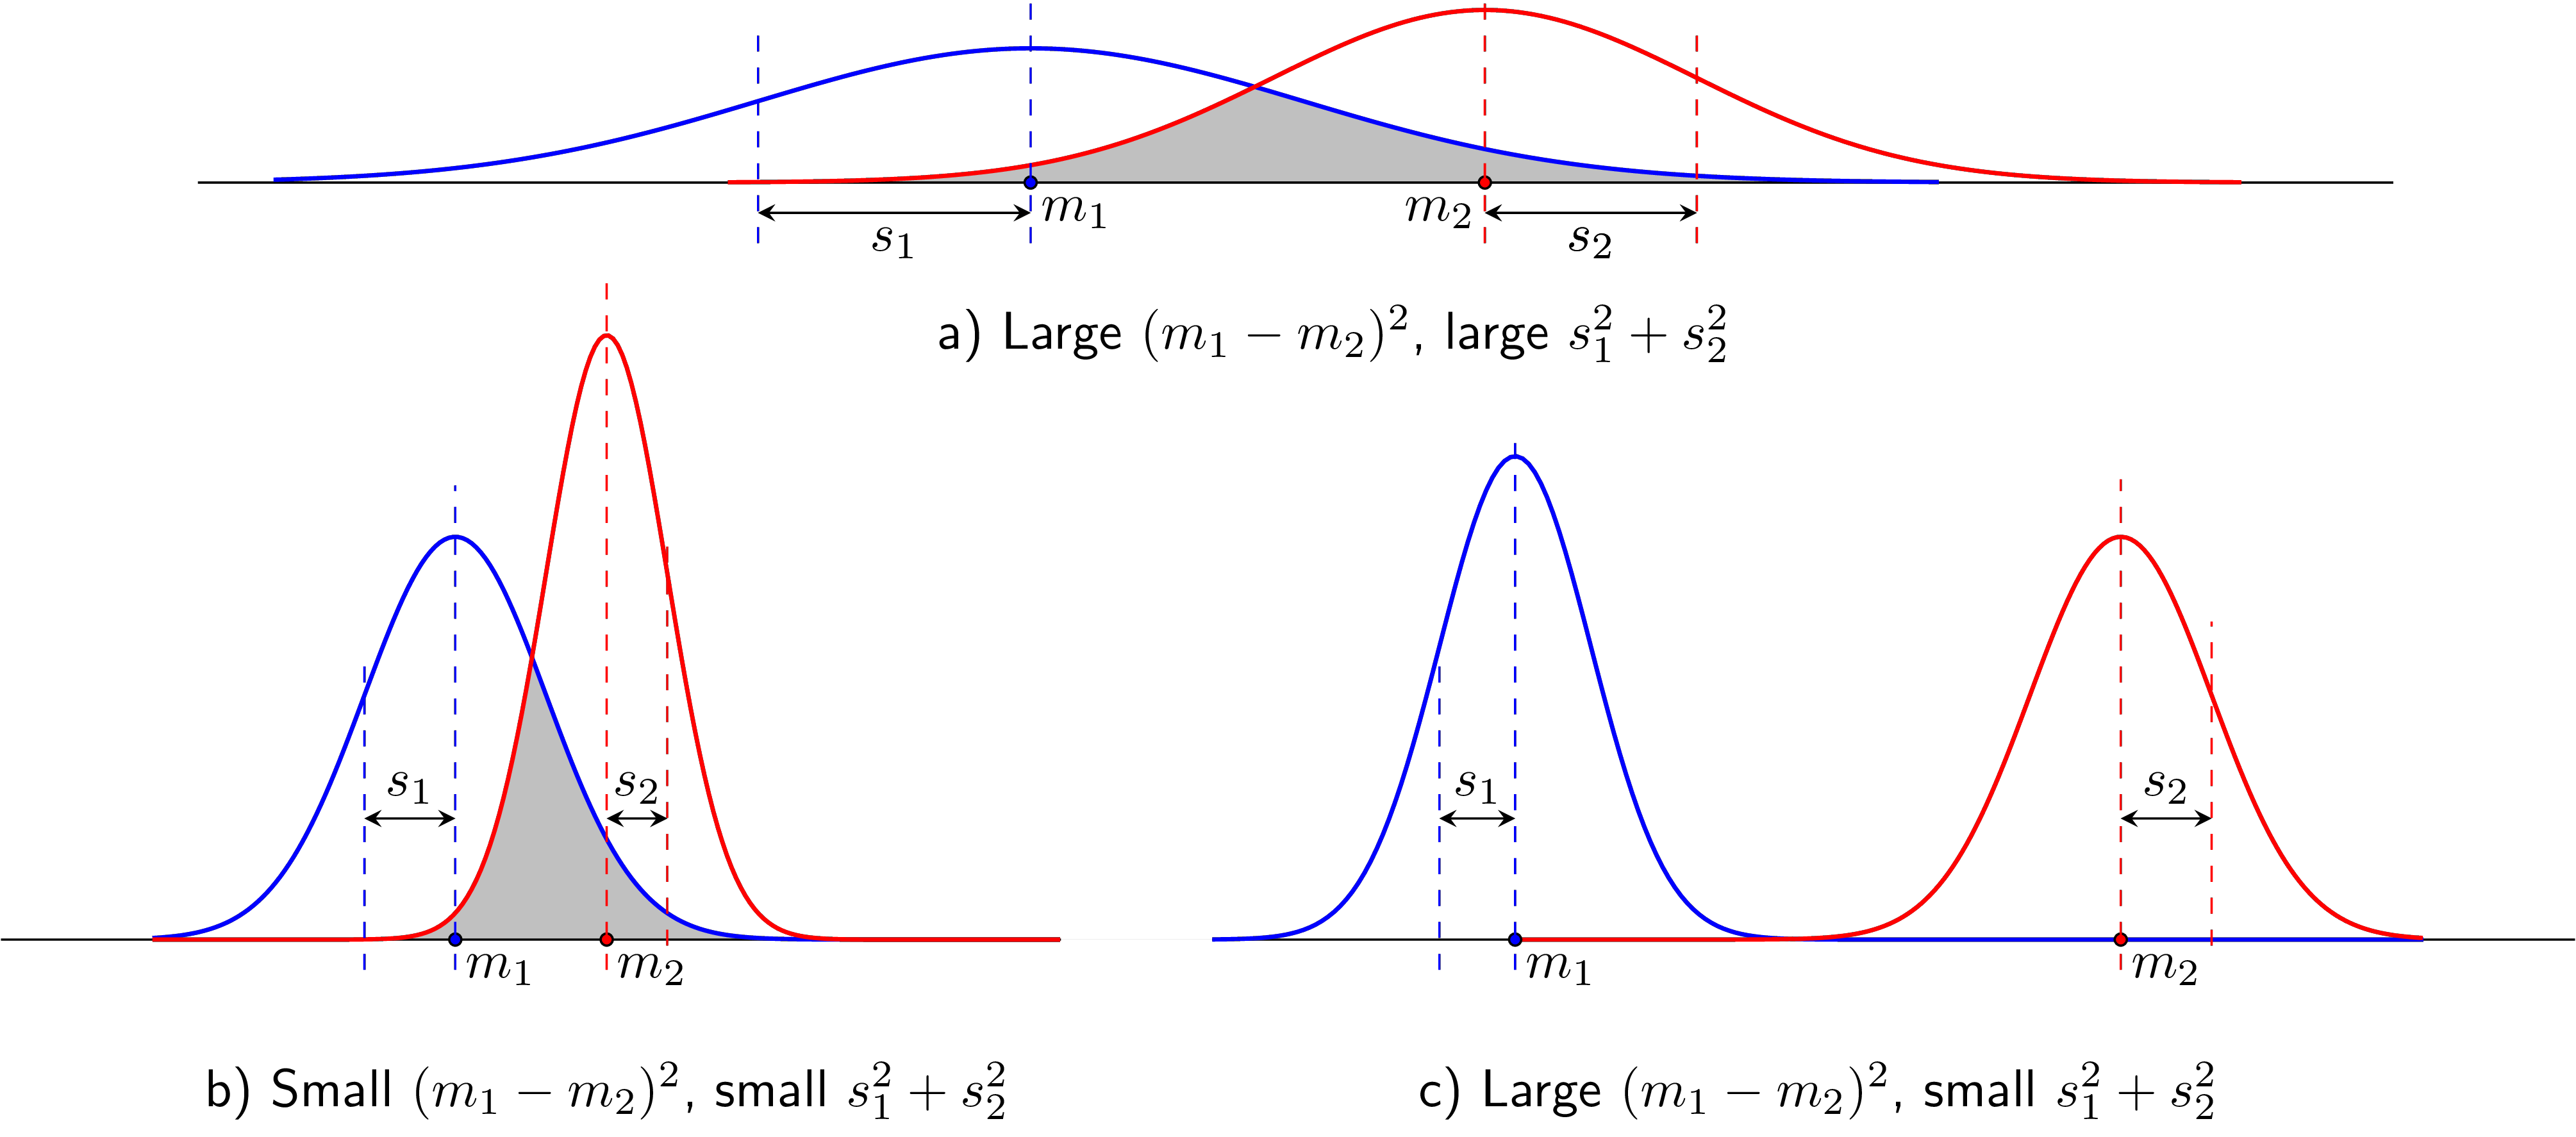 m₁ m₂
s₁ s₂
a) Large (m₁ − m₂)², large s₁² + s₂²
s₁ s₂ s₁ s₂
m₁ m₂ m₁ m₂
b) Small (m₁ − m₂)², small s₁² + s₂²
c) Large (m₁ − m₂)², small s₁² + s₂²